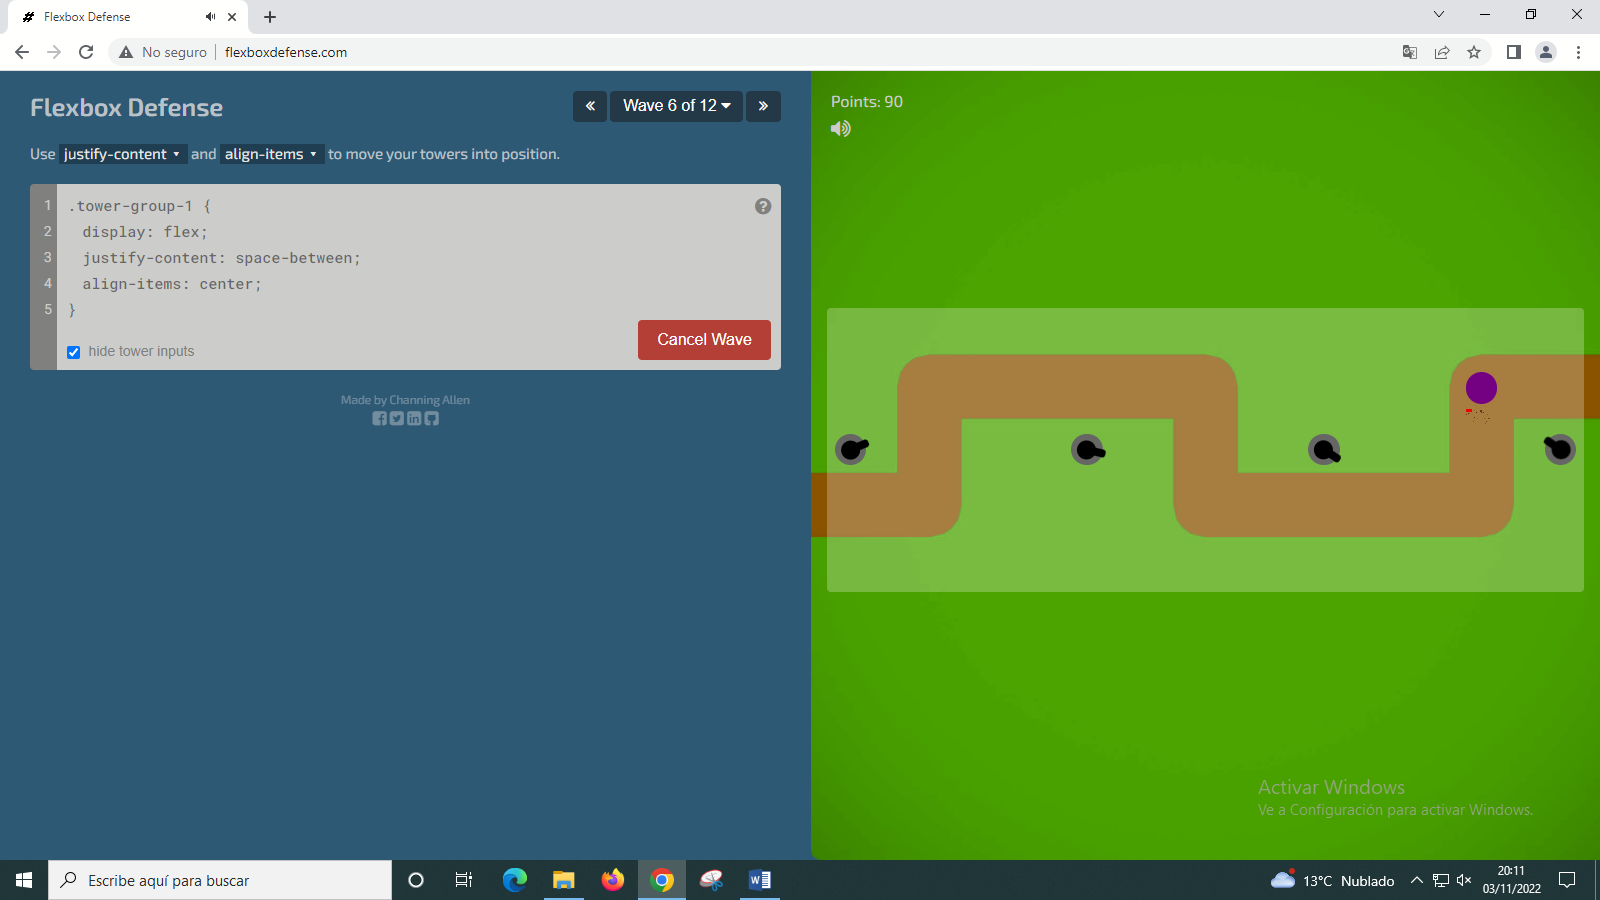 Flexbox Defense
No seguro
flexboxdefense.com
Flexbox Defense
« Wave 6 of 12 »
Use justify-content and align-items to move your towers into position.
1 .tower-group-1 {
2 display: flex;
3 justify-content: space-between;
4 align-items: center;
5 }
?
hide tower inputs
Cancel Wave
Made by Channing Allen
Points: 90
Activar Windows
Ve a Configuración para activar Windows.
Escribe aquí para buscar
13°C Nublado
20:11
03/11/2022